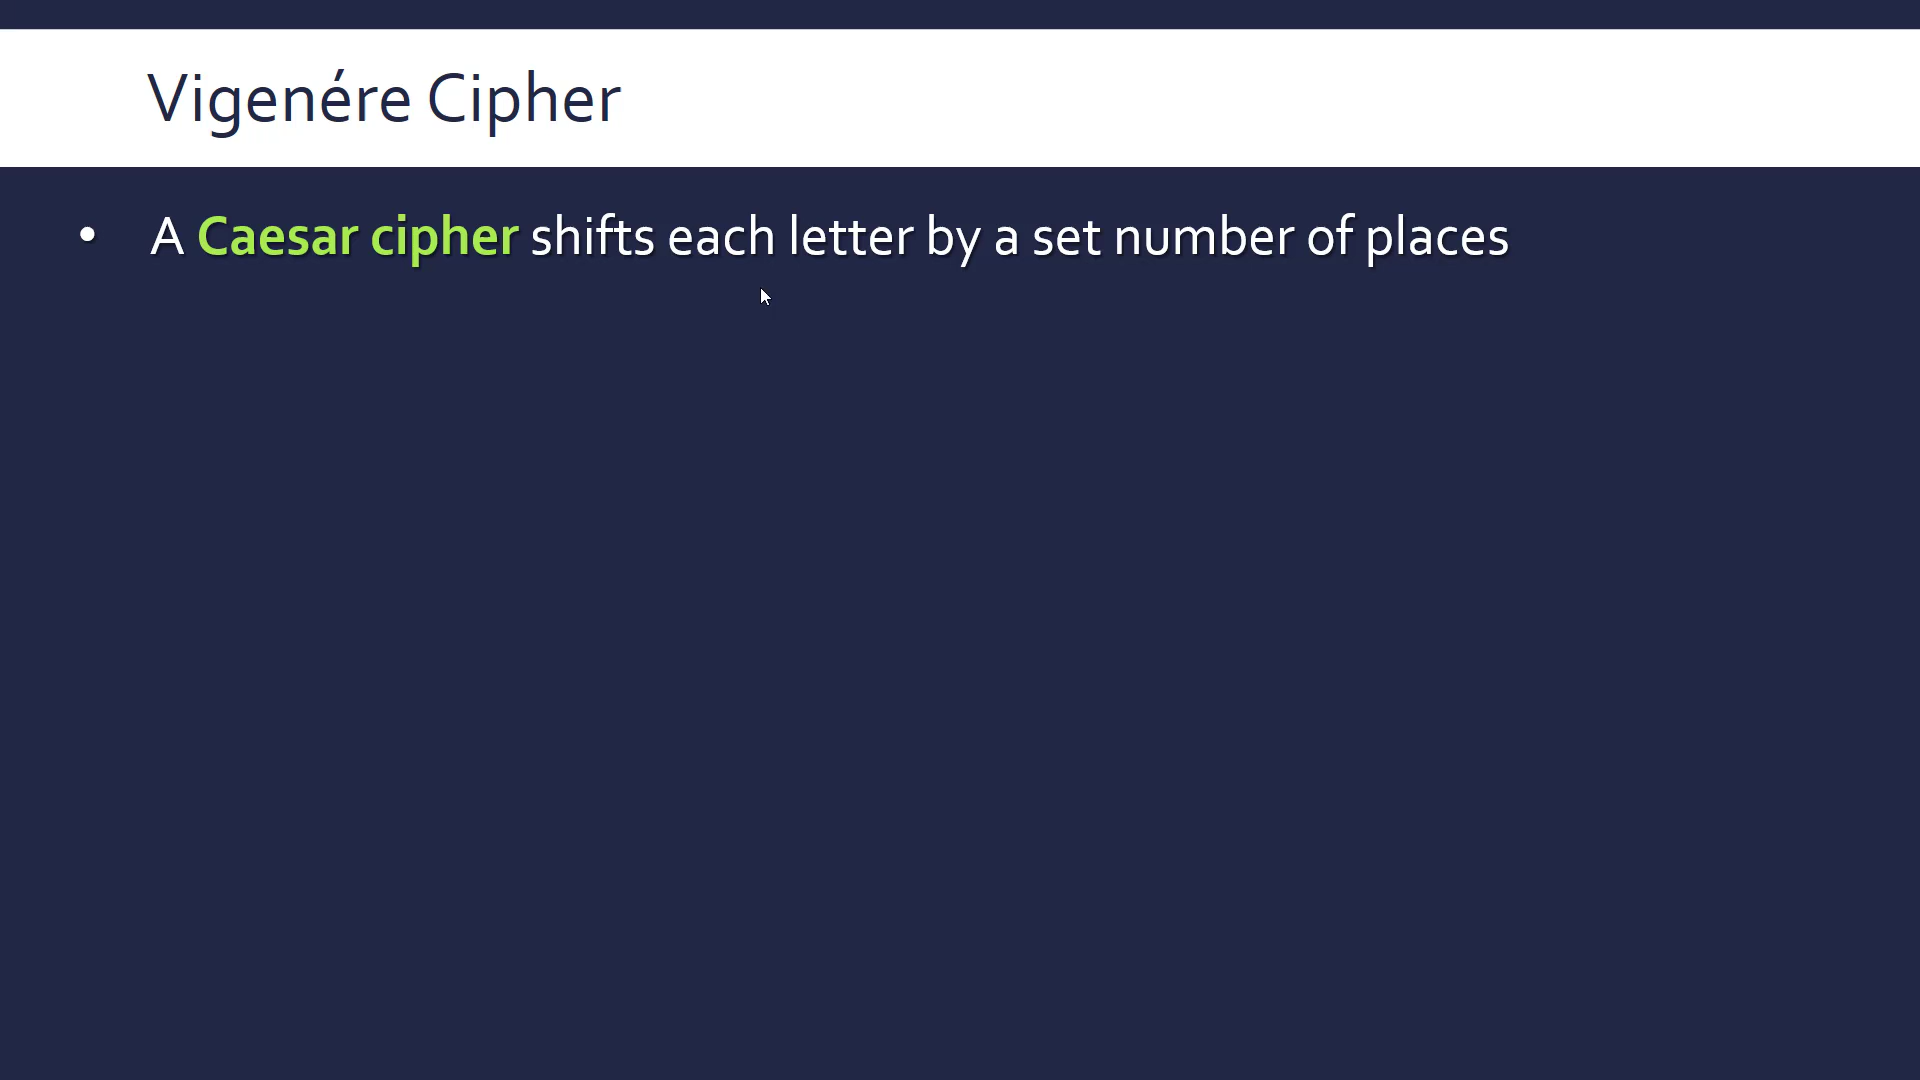 Vigenére Cipher
• A Caesar cipher shifts each letter by a set number of places